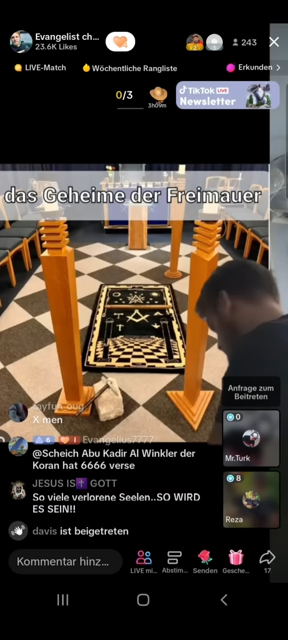 Evangelist ch...
23.6K Likes
243
LIVE-Match
Wöchentliche Rangliste
Erkunden
0/3
3h09m
TikTok LIVE
Newsletter
das Geheime der Freimauer
Anfrage zum
Beitreten
X men
0
Mr.Turk
6
1
Evangelius7777
@Scheich Abu Kadir Al Winkler der
Koran hat 6666 verse
JESUS IS GOTT
So viele verlorene Seelen..SO WIRD
ES SEIN!!
8
Reza
davis ist beigetreten
Kommentar hinz...
LIVE mi...
Abstim...
Senden
Gesche...
17